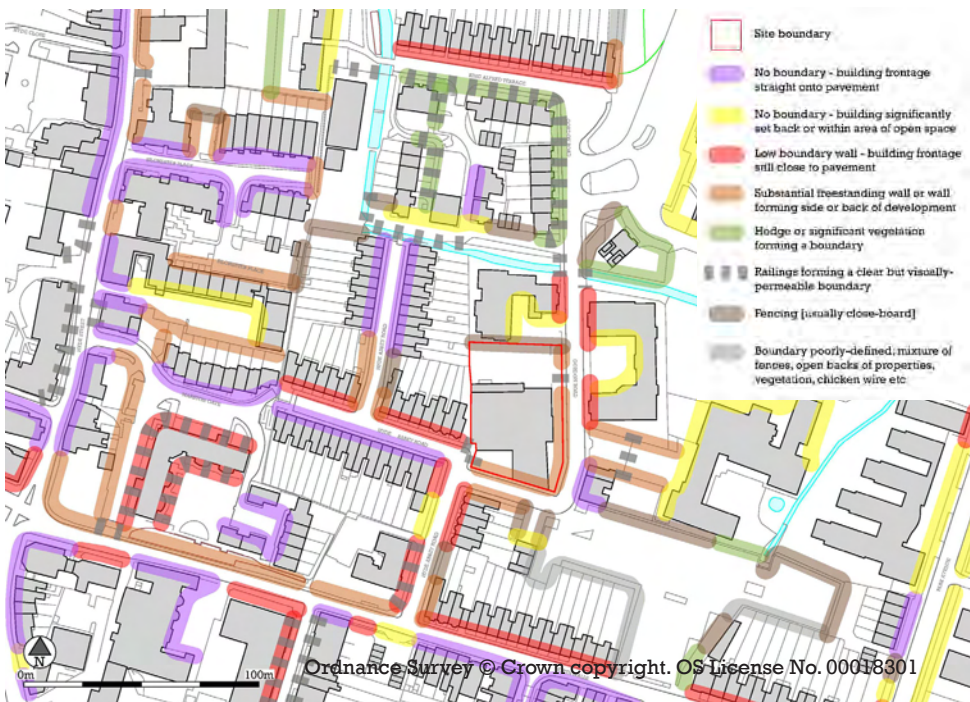 Site boundary
No boundary - building frontage
straight onto pavement
No boundary - building significantly
set back or within area of open space
Low boundary wall - building frontage
still close to pavement
Substantial freestanding wall or wall
forming side or back of development
Hedge or significant vegetation
forming a boundary
Railings forming a clear but visually-
permeable boundary
Fencing [usually close-board]
Boundary poorly-defined, mixture of
fences, open backs of properties,
vegetation, chicken wire etc
KING ALFRED TERRACE
N
0m
100m
Ordnance Survey © Crown copyright. OS License No. 00018301